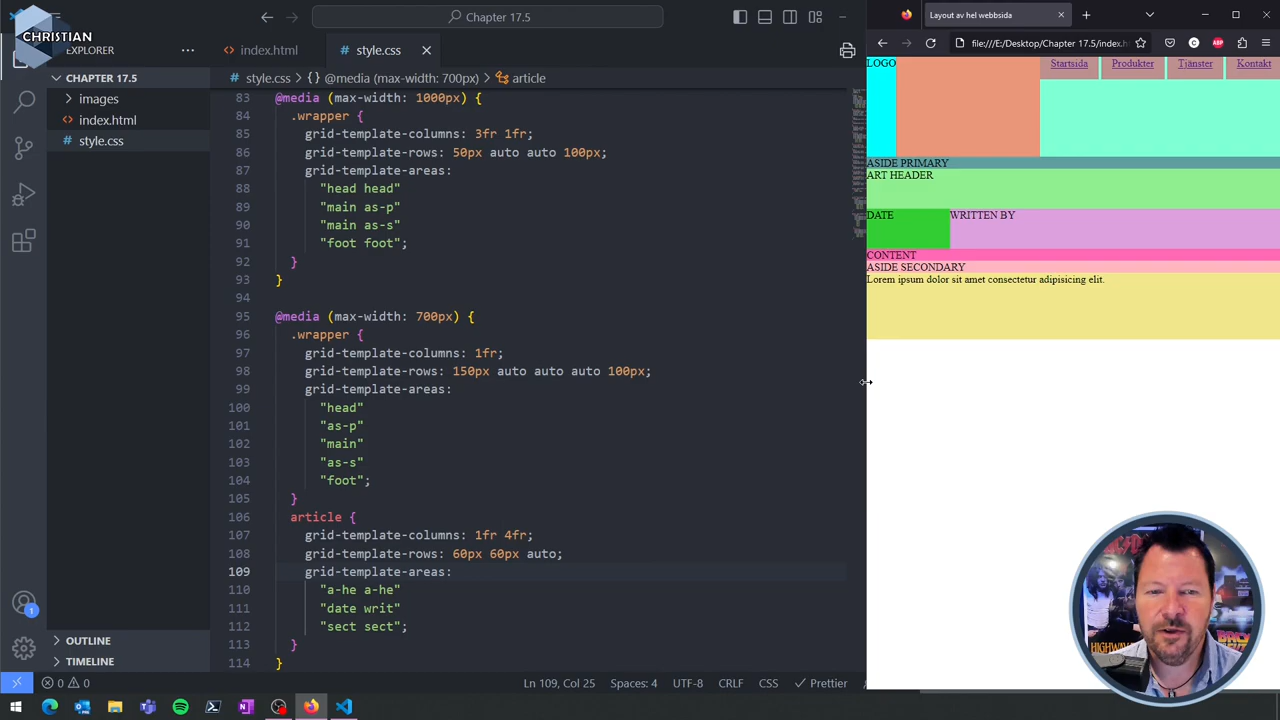 CHRISTIAN
Chapter 17.5
EXPLORER
index.html
style.css
CHAPTER 17.5
images
index.html
style.css
OUTLINE
TIMELINE
style.css > {} @media (max-width: 700px) > article
83 @media (max-width: 1000px) {
84 .wrapper {
85 grid-template-columns: 3fr 1fr;
86 grid-template-rows: 50px auto auto 100px;
87 grid-template-areas:
88 "head head"
89 "main as-p"
90 "main as-s"
91 "foot foot";
92 }
93 }
94
95 @media (max-width: 700px) {
96 .wrapper {
97 grid-template-columns: 1fr;
98 grid-template-rows: 150px auto auto auto 100px;
99 grid-template-areas:
100 "head"
101 "as-p"
102 "main"
103 "as-s"
104 "foot";
105 }
106 article {
107 grid-template-columns: 1fr 4fr;
108 grid-template-rows: 60px 60px auto;
109 grid-template-areas:
110 "a-he a-he"
111 "date writ"
112 "sect sect";
113 }
114 }
1
0 0
Ln 109, Col 25
Spaces: 4
UTF-8
CRLF
CSS
Prettier
Layout av hel webbsida
file:///E:/Desktop/Chapter 17.5/index.h
ABP
LOGO
Startsida
Produkter
Tjänster
Kontakt
ASIDE PRIMARY
ART HEADER
DATE
WRITTEN BY
CONTENT
ASIDE SECONDARY
Lorem ipsum dolor sit amet consectetur adipisicing elit.